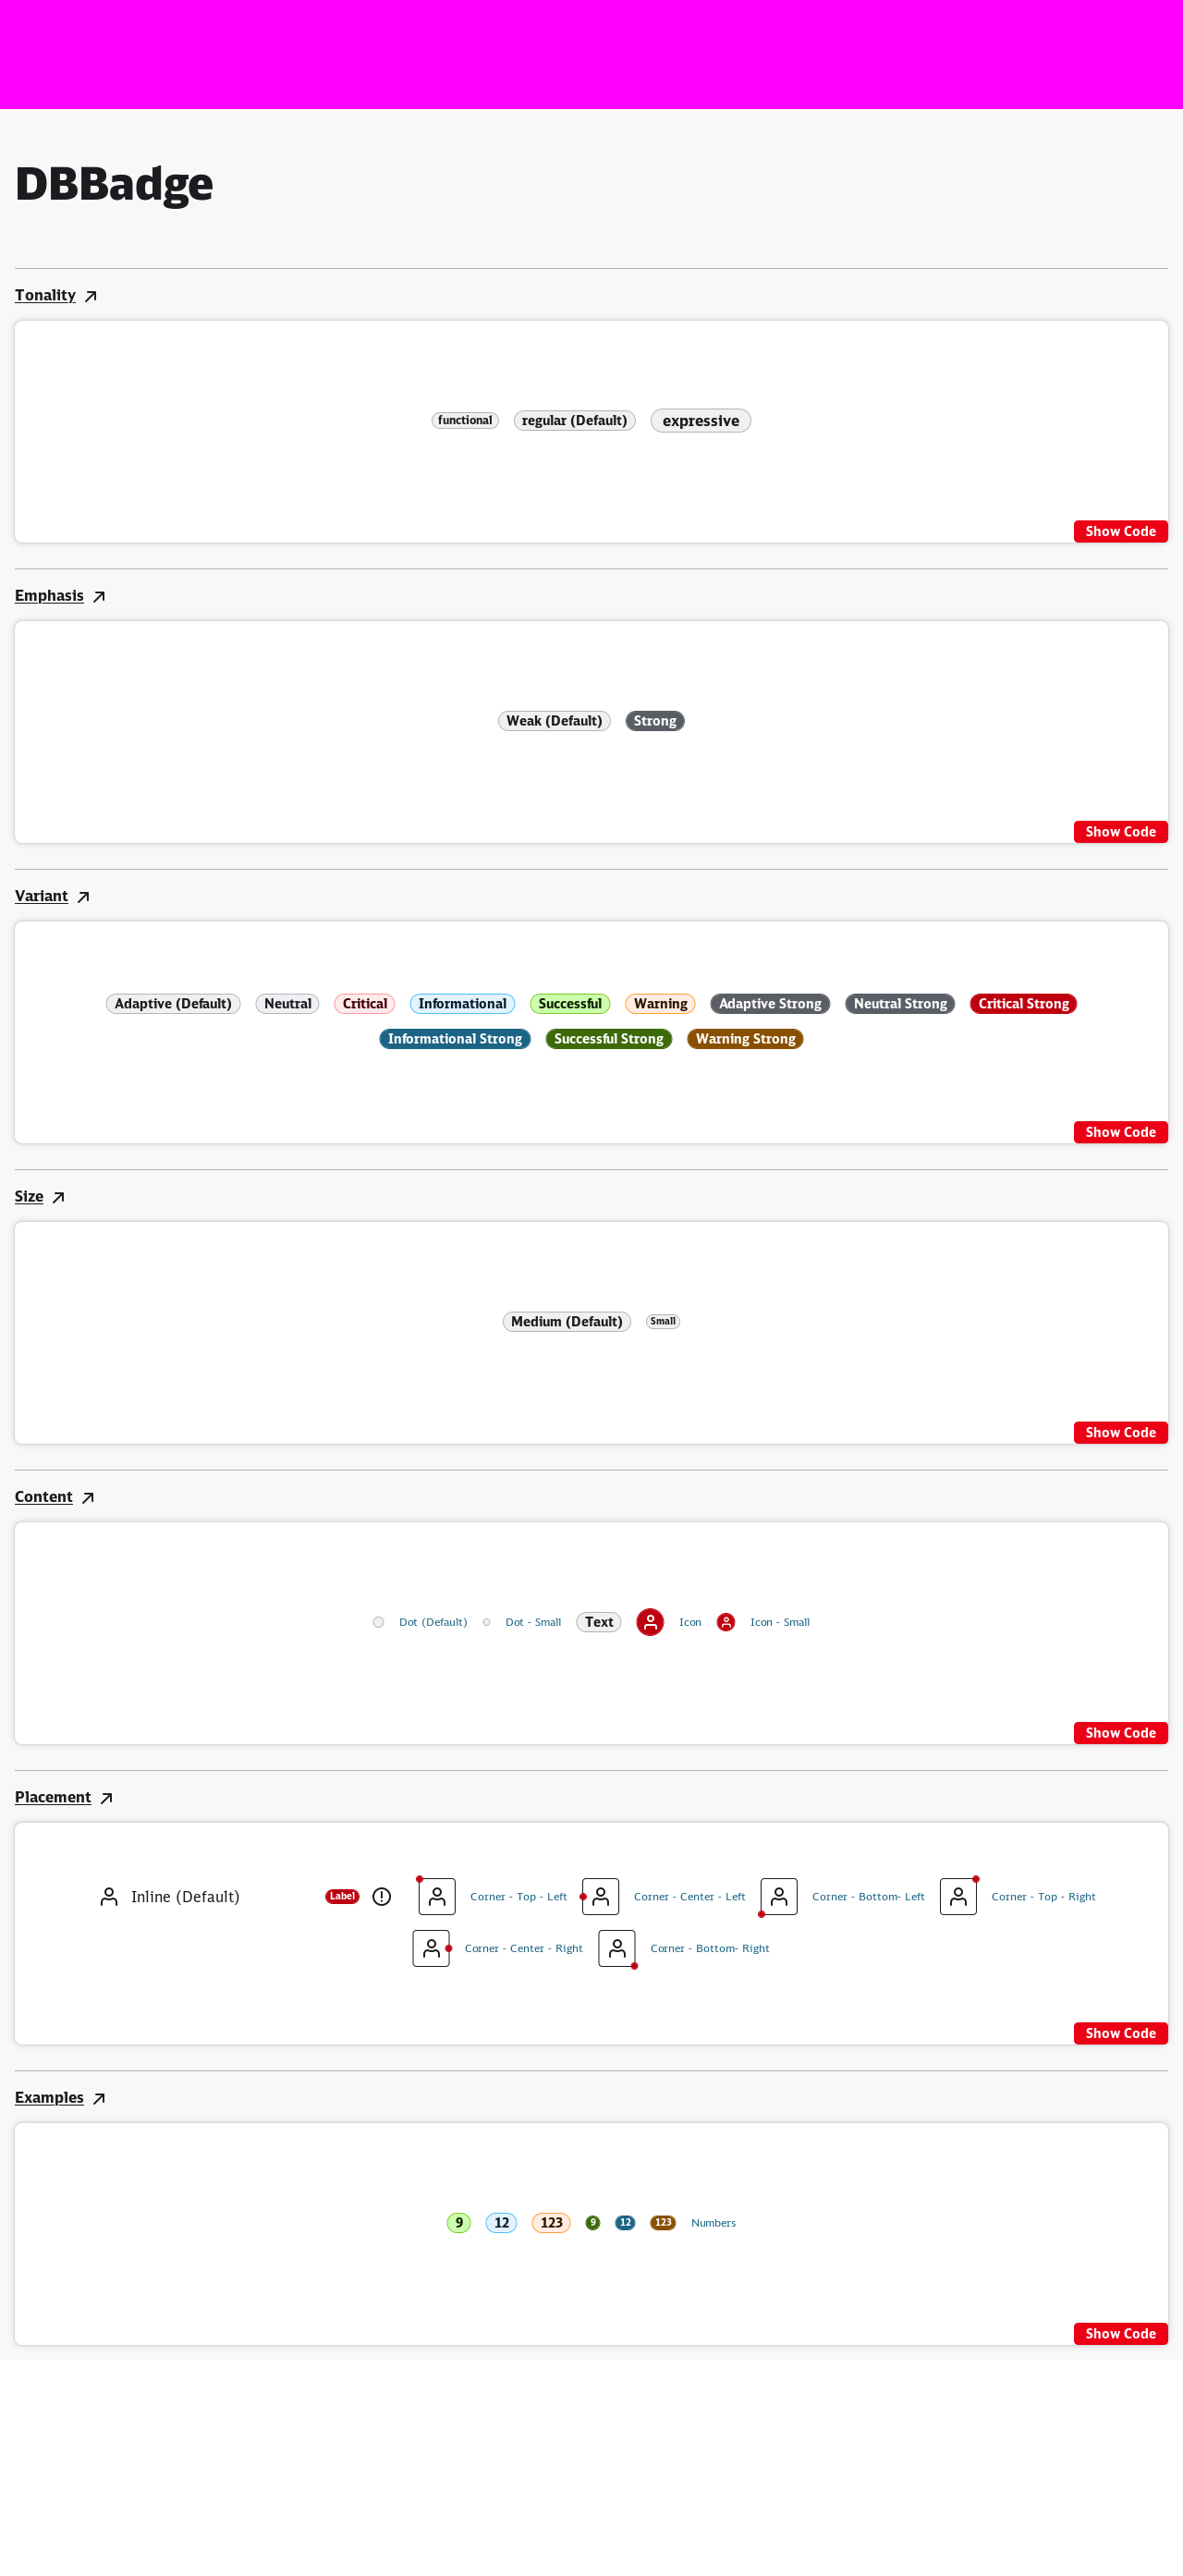 DBBadge
Tonality
functional regular (Default) expressive
Show Code
Emphasis
Weak (Default) Strong
Show Code
Variant
Adaptive (Default) Neutral Critical Informational Successful Warning Adaptive Strong Neutral Strong Critical Strong
Informational Strong Successful Strong Warning Strong
Show Code
Size
Medium (Default) Small
Show Code
Content
Dot (Default) Dot - Small Text Icon Icon - Small
Show Code
Placement
Inline (Default) Label Corner - Top - Left Corner - Center - Left Corner - Bottom- Left Corner - Top - Right
Corner - Center - Right Corner - Bottom- Right
Show Code
Examples
9 12 123 9 12 123 Numbers
Show Code